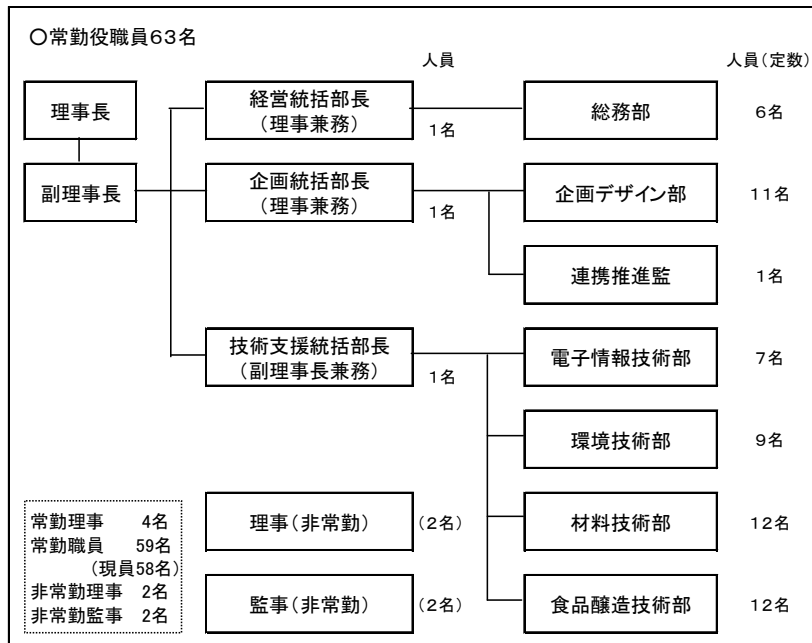 〇常勤役職員63名
人員
人員(定数)
理事長
経営統括部長
(理事兼務)
1名
総務部
6名
副理事長
企画統括部長
(理事兼務)
1名
企画デザイン部
11名
連携推進監
1名
技術支援統括部長
(副理事長兼務)
1名
電子情報技術部
7名
環境技術部
9名
常勤理事 4名
常勤職員 59名
(現員58名)
非常勤理事 2名
非常勤監事 2名
理事(非常勤)
(2名)
材料技術部
12名
監事(非常勤)
(2名)
食品醸造技術部
12名